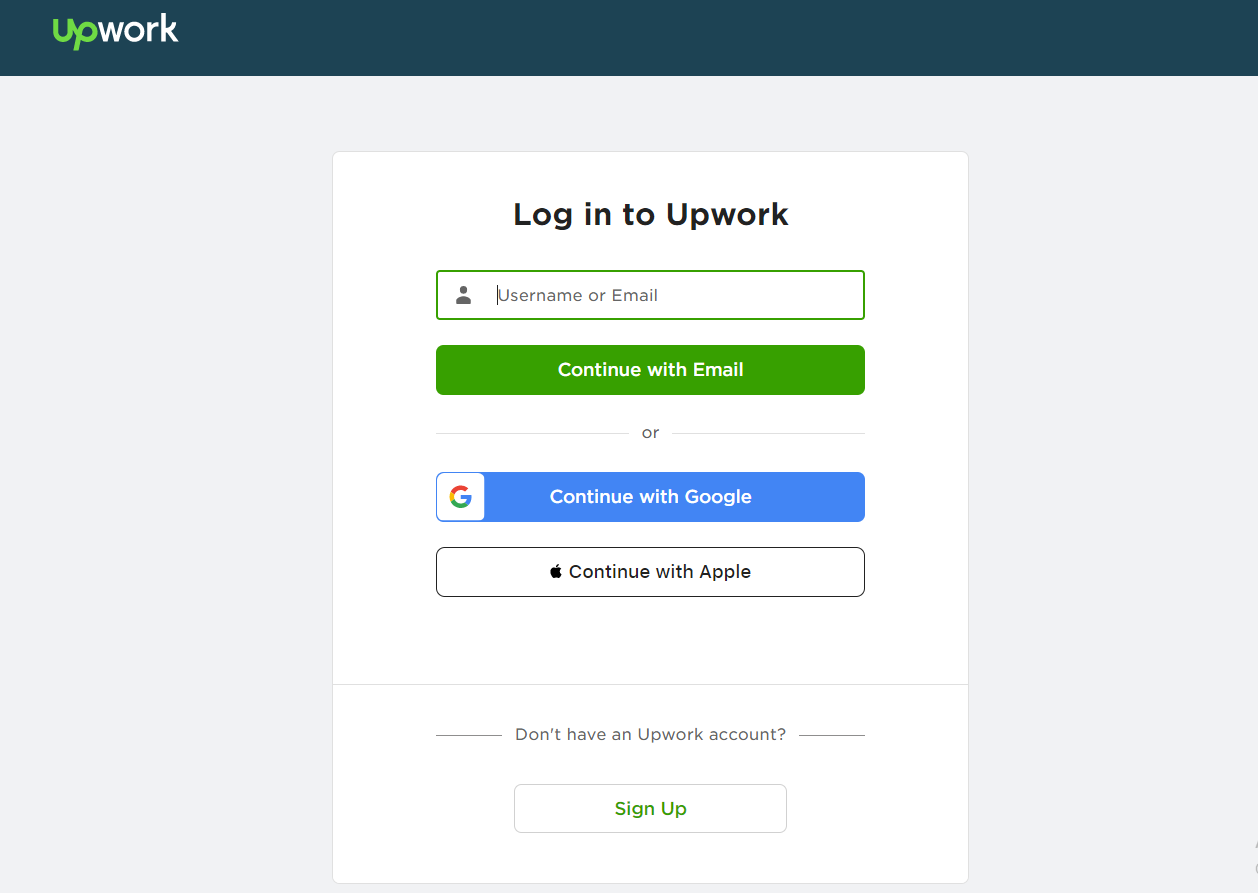 upwork
Log in to Upwork
Username or Email
Continue with Email
or
Continue with Google
Continue with Apple
Don't have an Upwork account?
Sign Up